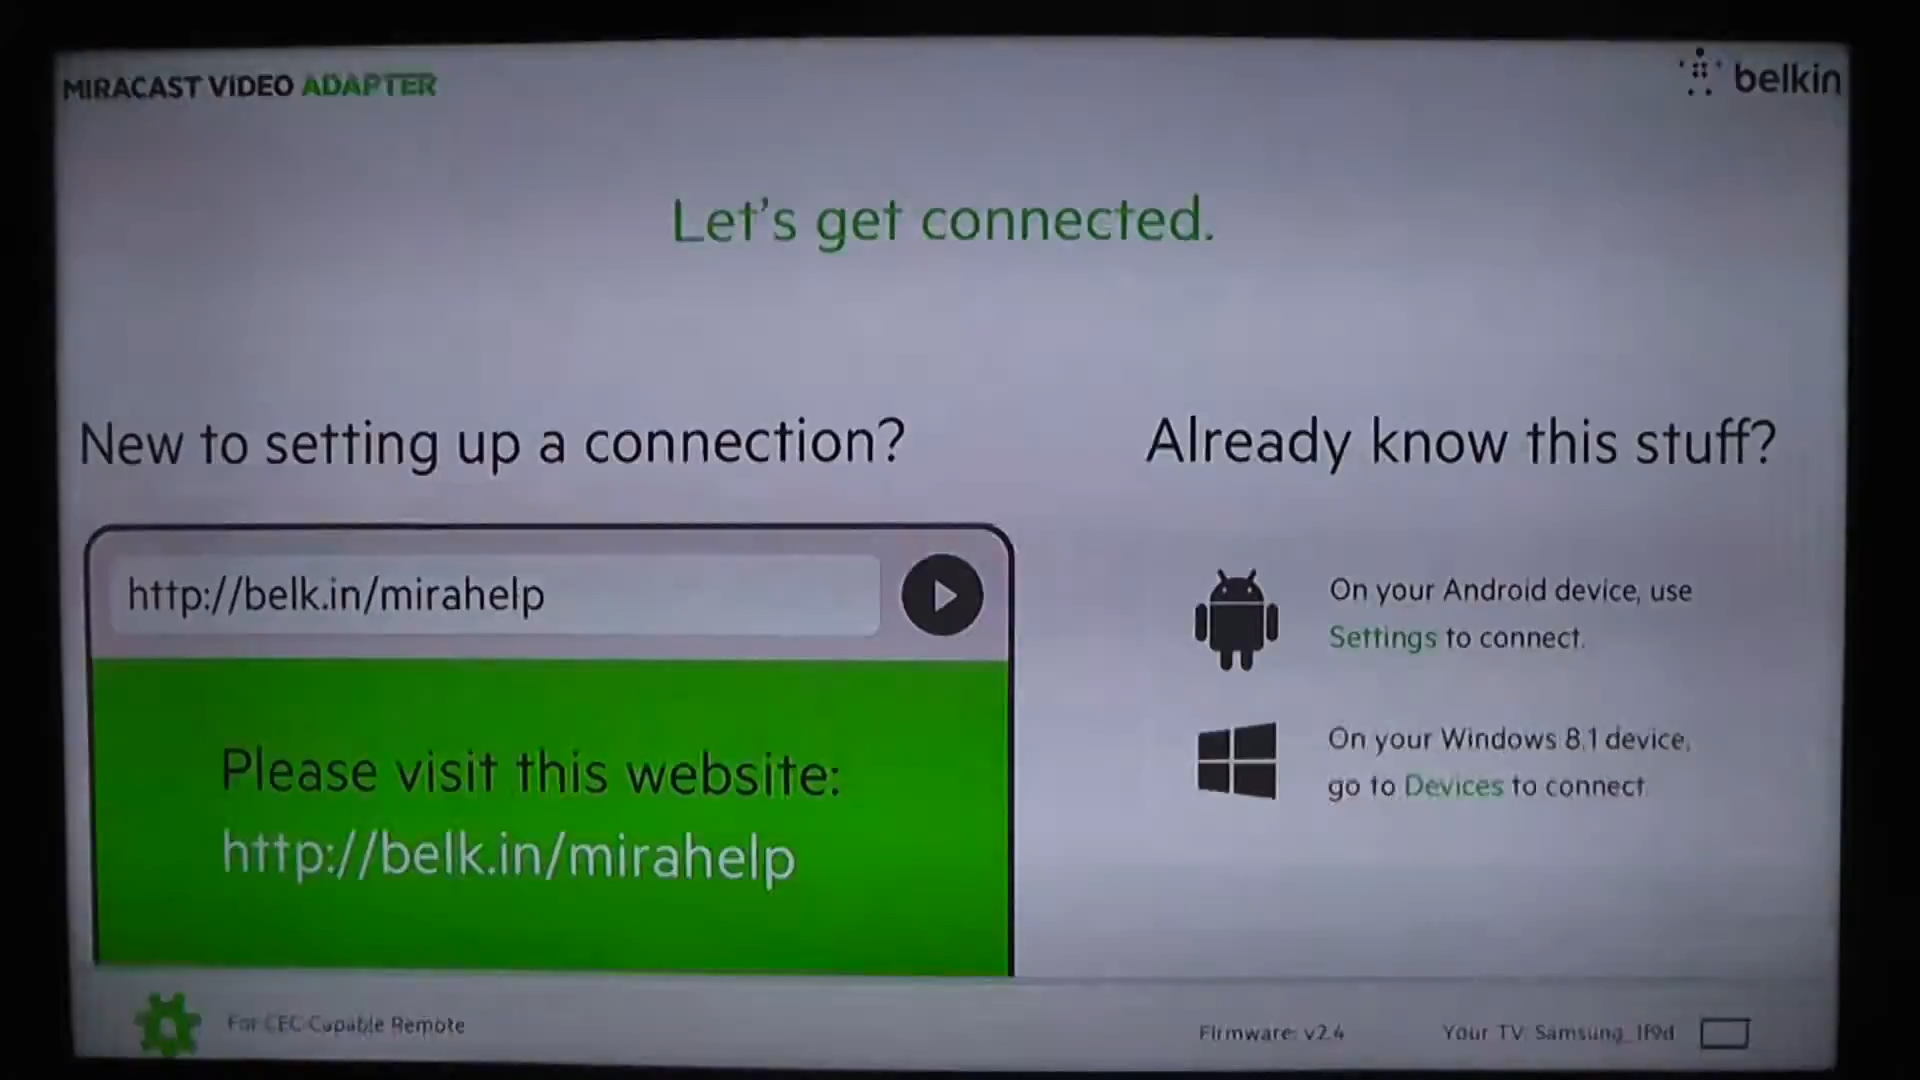 MIRACAST VIDEO ADAPTER
belkin
Let's get connected.
New to setting up a connection?
http://belk.in/mirahelp
Please visit this website:
http://belk.in/mirahelp
Already know this stuff?
On your Android device, use
Settings to connect.
On your Windows 8.1 device,
go to Devices to connect.
For CEC Capable Remote
Firmware: v2.4
Your TV: Samsung_1f9d